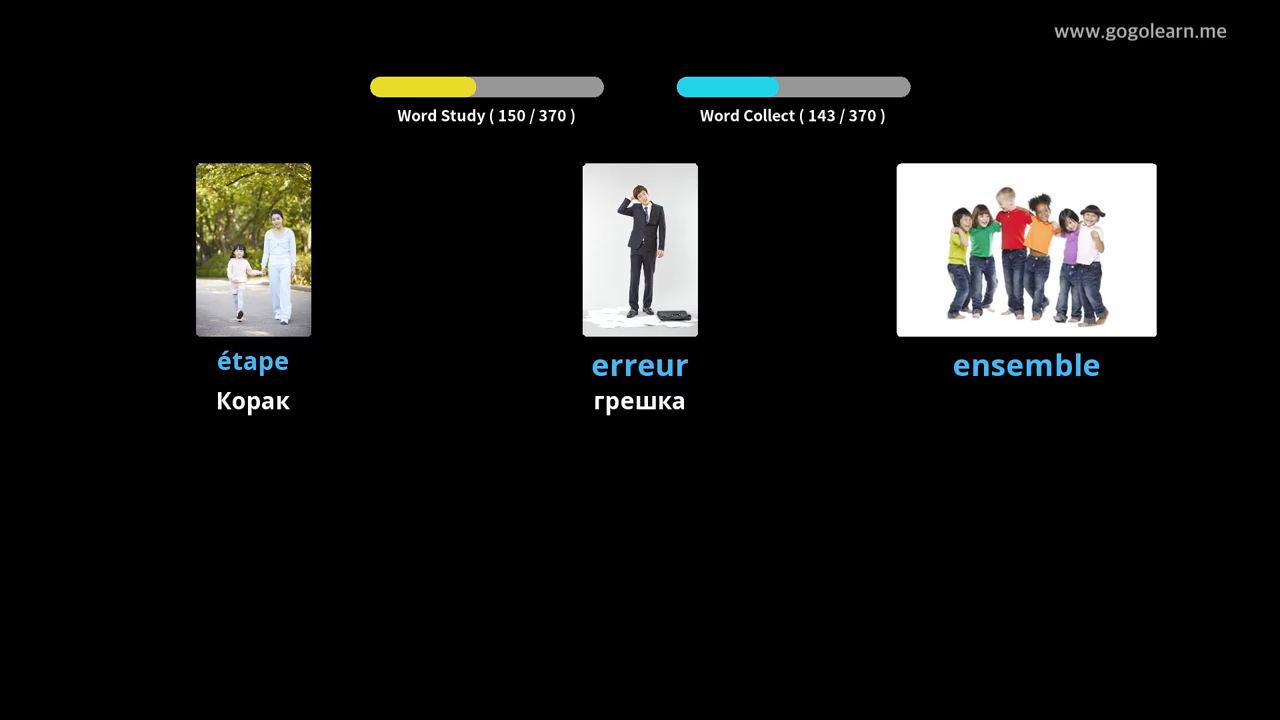 www.gogolearn.me
Word Study ( 150 / 370 )
Word Collect ( 143 / 370 )
étape
Корак
erreur
грешка
ensemble